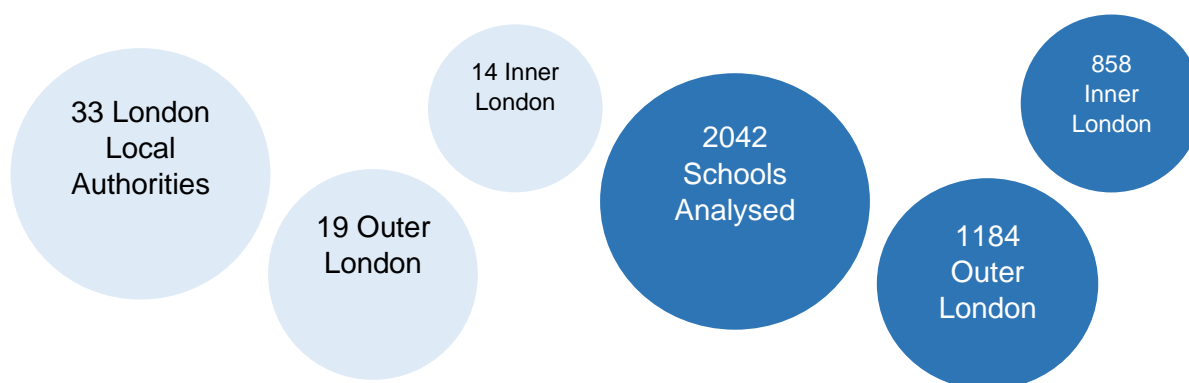 33 London
Local
Authorities
19 Outer
London
14 Inner
London
2042
Schools
Analysed
1184
Outer
London
858
Inner
London